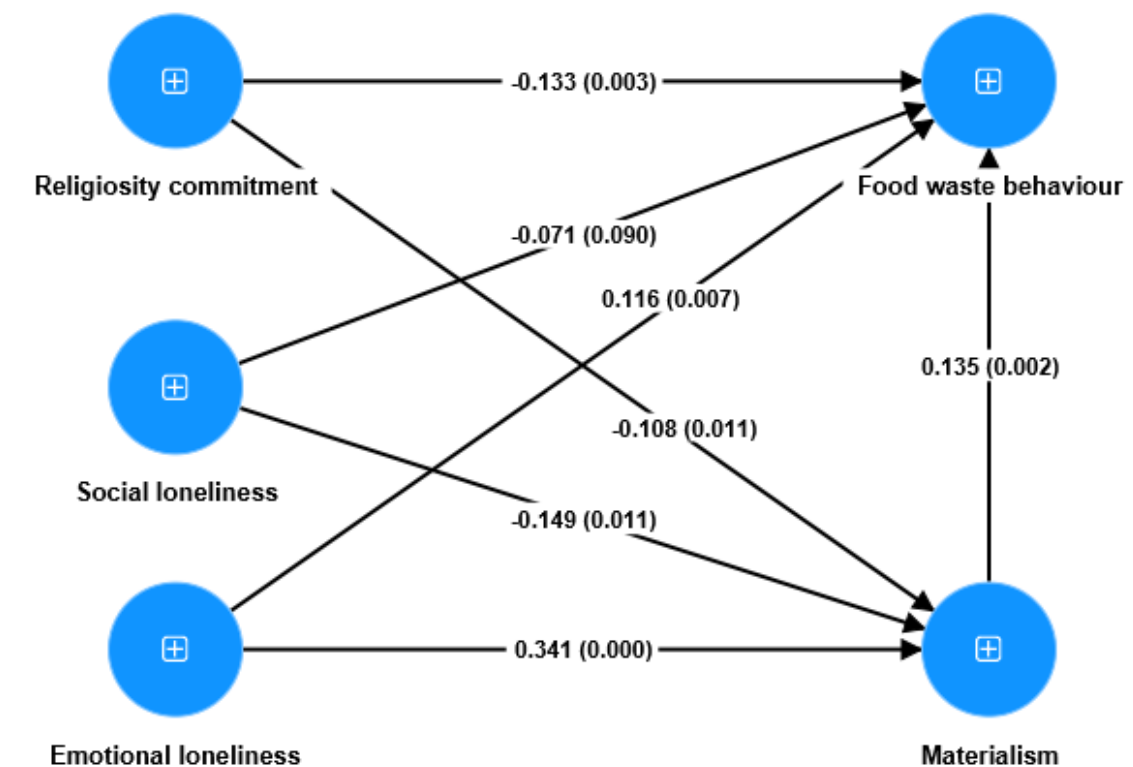 -0.133 (0.003)
Religiosity commitment
Food waste behaviour
-0.071 (0.090)
0.116 (0.007)
0.135 (0.002)
-0.108 (0.011)
Social loneliness
-0.149 (0.011)
0.341 (0.000)
Emotional loneliness
Materialism